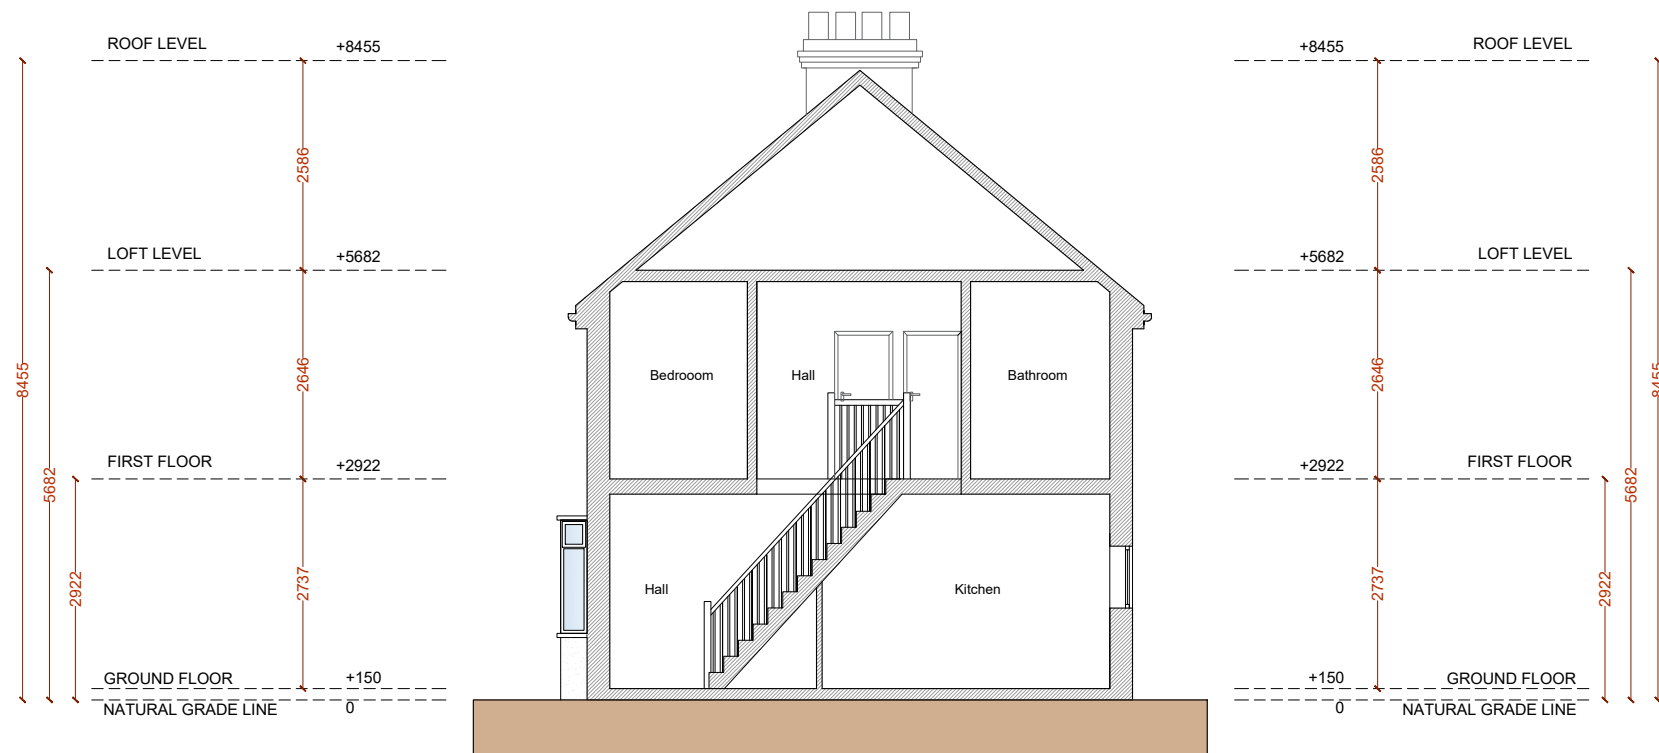 ROOF LEVEL +8455
+8455 ROOF LEVEL
2586
2586
LOFT LEVEL +5682
+5682 LOFT LEVEL
8455
2646
Bedrooom
Hall
Bathroom
2646
8455
FIRST FLOOR +2922
+2922 FIRST FLOOR
5682
5682
2922
2737
Hall
Kitchen
2737
2922
GROUND FLOOR +150
+150 GROUND FLOOR
NATURAL GRADE LINE 0
0 NATURAL GRADE LINE